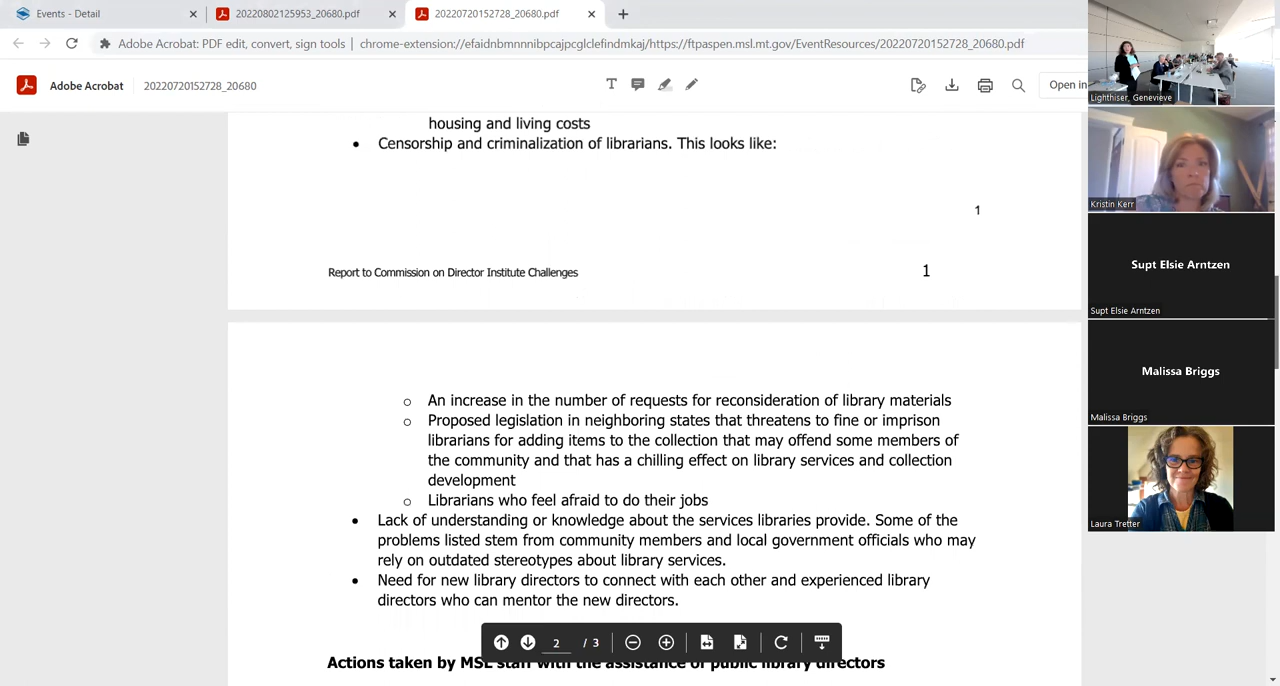 Events - Detail
20220802125953_20680.pdf
20220720152728_20680.pdf
Adobe Acrobat: PDF edit, convert, sign tools | chrome-extension://efaidnbmnnnibpcajpcglclefindmkaj/https://ftpaspen.msl.mt.gov/EventResources/20220720152728_20680.pdf
Adobe Acrobat 20220720152728_20680
Open in
housing and living costs
• Censorship and criminalization of librarians. This looks like:
1
Report to Commission on Director Institute Challenges 1
o An increase in the number of requests for reconsideration of library materials
o Proposed legislation in neighboring states that threatens to fine or imprison
librarians for adding items to the collection that may offend some members of
the community and that has a chilling effect on library services and collection
development
o Librarians who feel afraid to do their jobs
• Lack of understanding or knowledge about the services libraries provide. Some of the
problems listed stem from community members and local government officials who may
rely on outdated stereotypes about library services.
• Need for new library directors to connect with each other and experienced library
directors who can mentor the new directors.
2 / 3
Actions taken by MSL staff with the assistance of public library directors
Lighthiser, Genevieve
Kristin Kerr
Supt Elsie Arntzen
Supt Elsie Arntzen
Malissa Briggs
Malissa Briggs
Laura Tretter